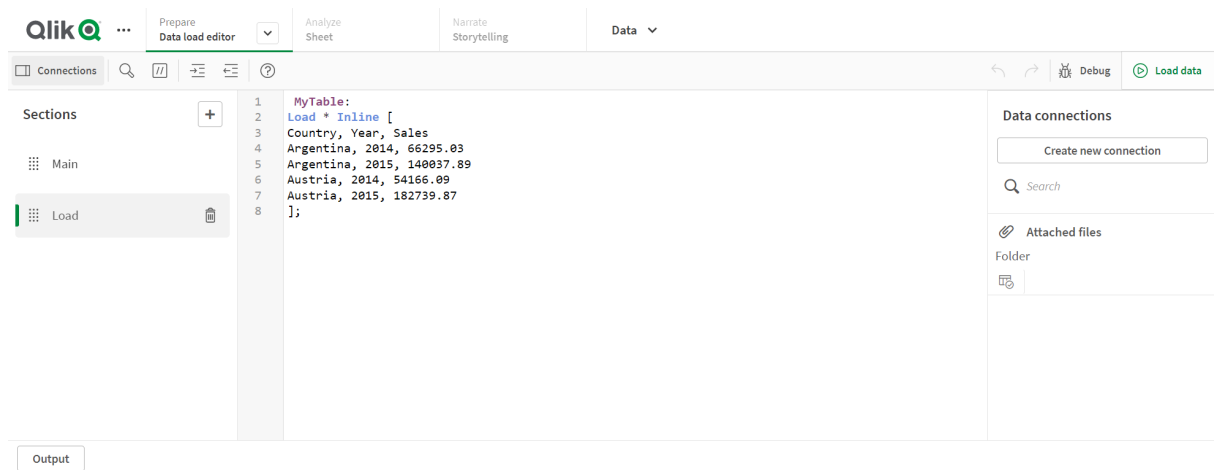 Qlik
Prepare
Data load editor
Analyze
Sheet
Narrate
Storytelling
Data
Connections
//
?
Debug
Load data
Sections
+
Main
Load
1 MyTable:
2 Load * Inline [
3 Country, Year, Sales
4 Argentina, 2014, 66295.03
5 Argentina, 2015, 140037.89
6 Austria, 2014, 54166.09
7 Austria, 2015, 182739.87
8 ];
Data connections
Create new connection
Search
Attached files
Folder
Output